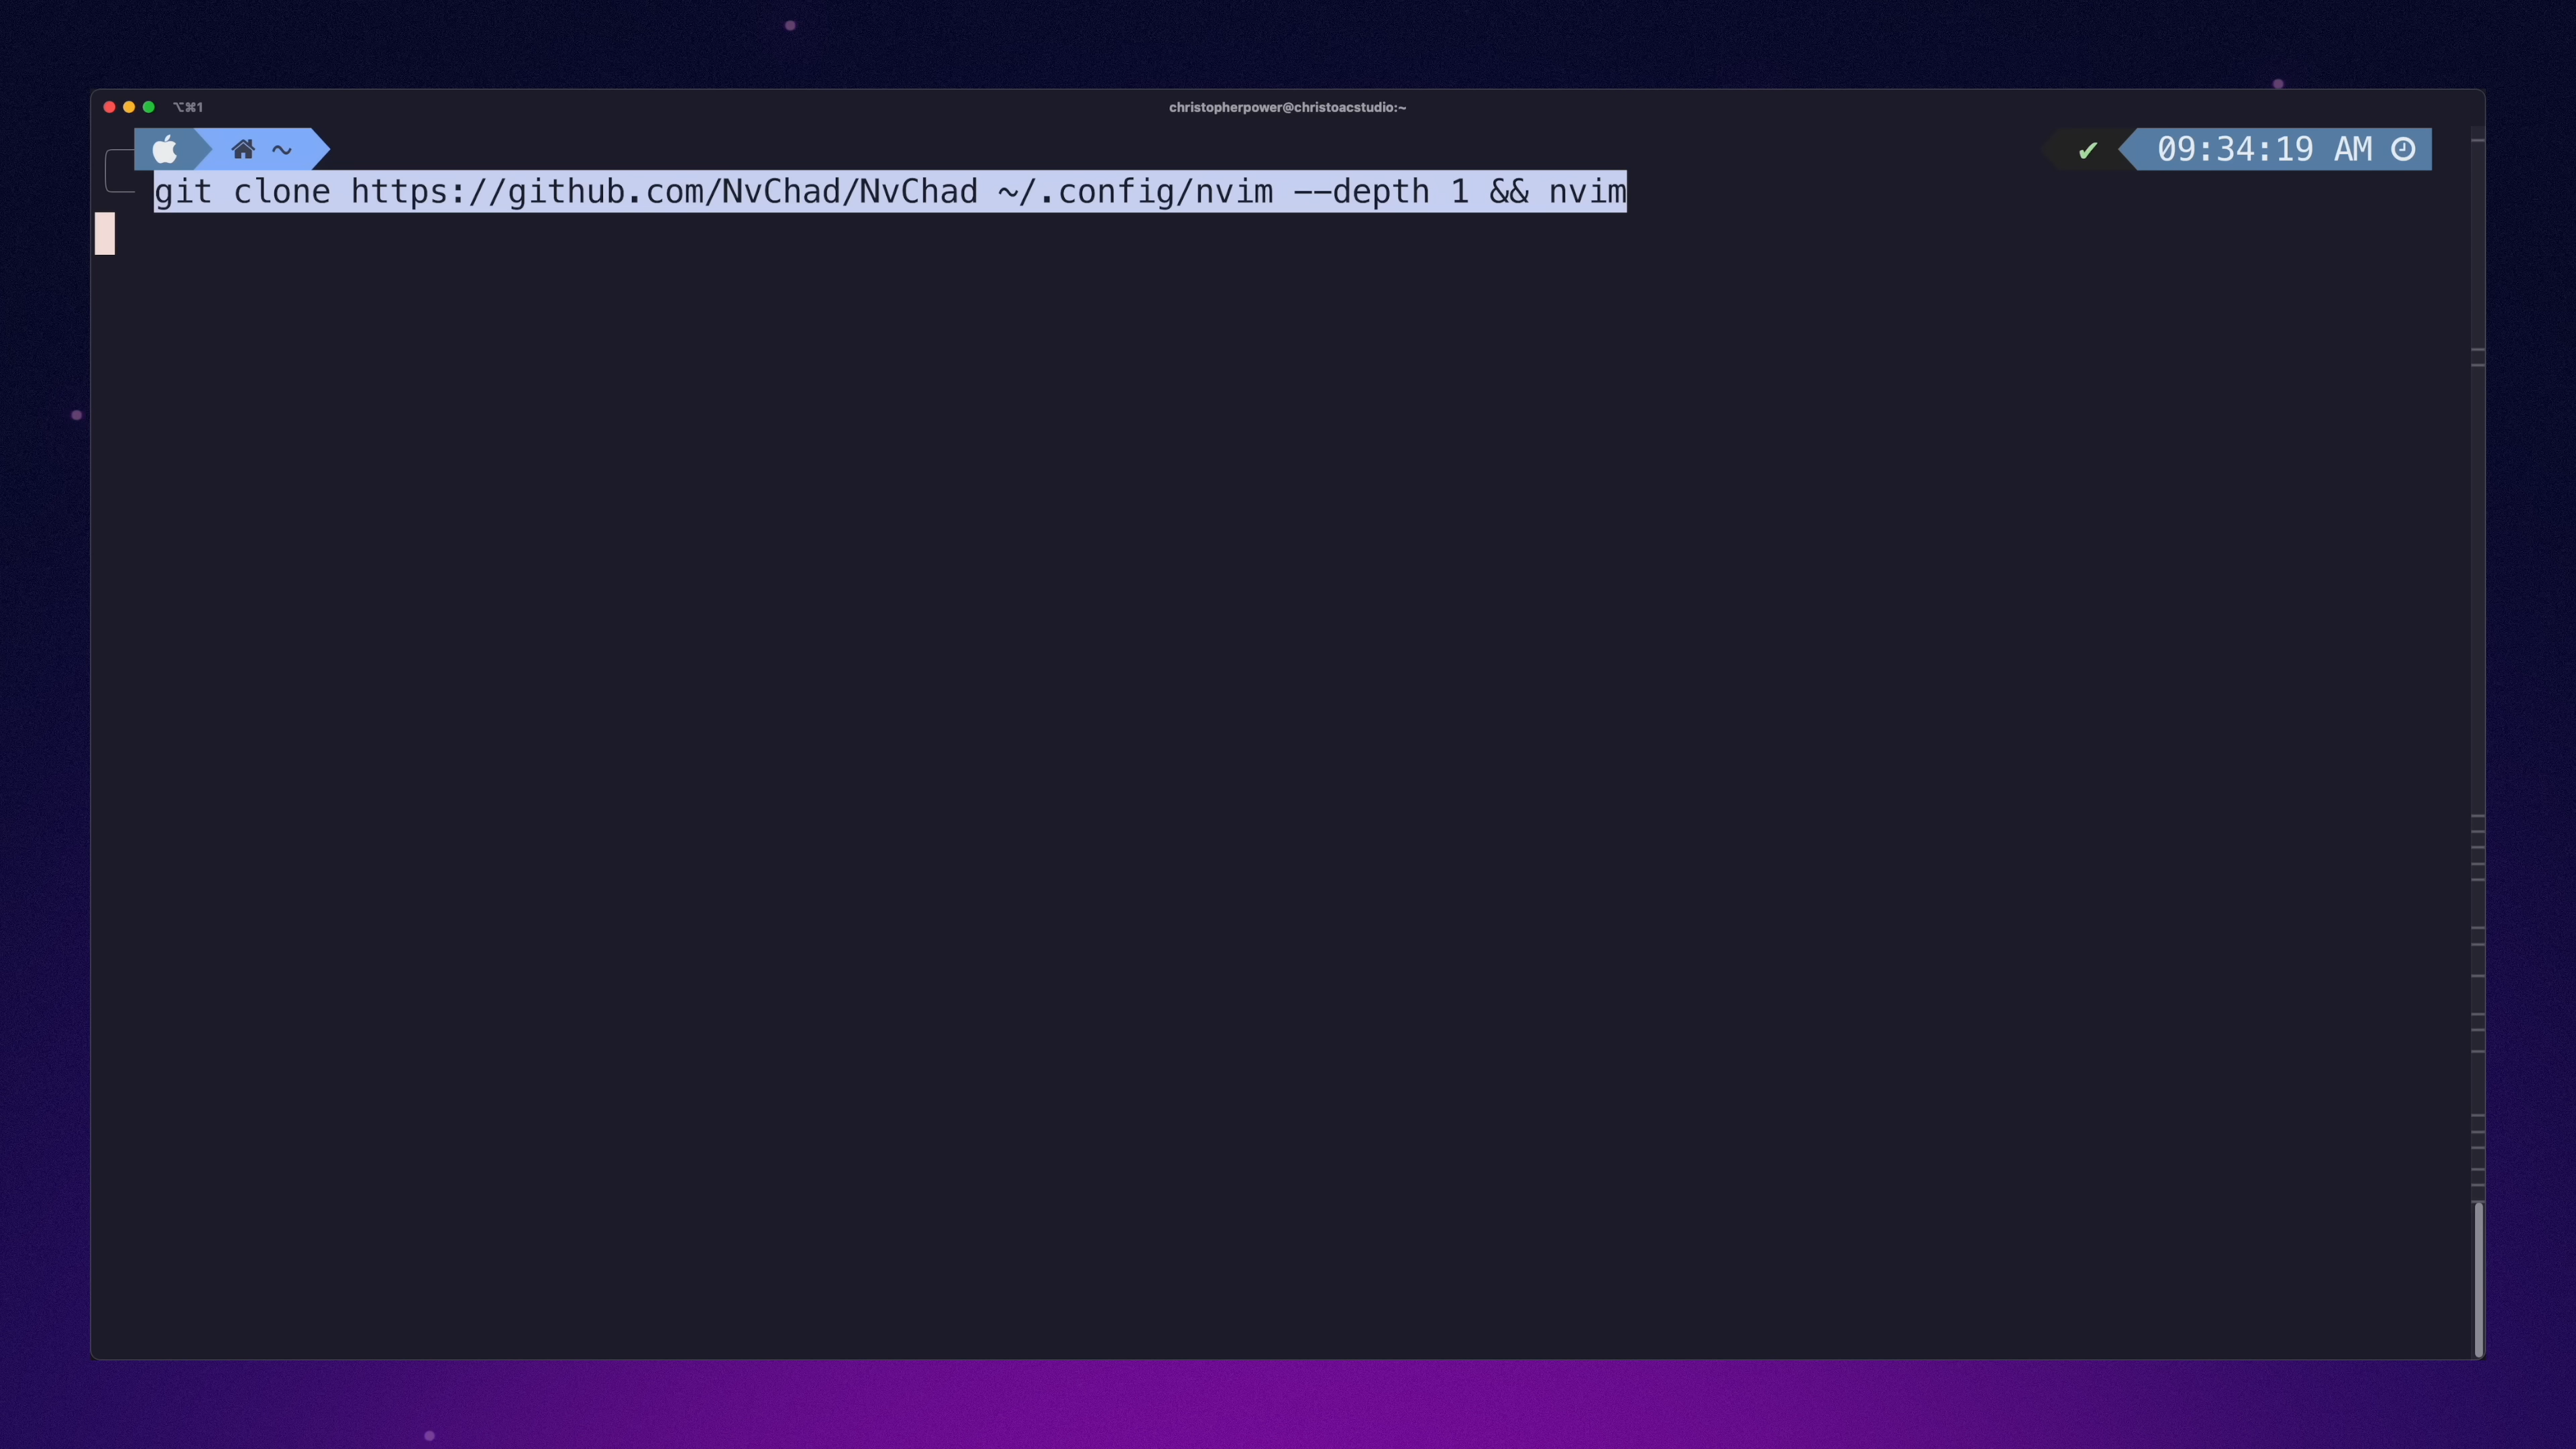 ⌥⌘1
christopherpower@christoacstudio:~
~
✔ 09:34:19 AM
git clone https://github.com/NvChad/NvChad ~/.config/nvim --depth 1 && nvim